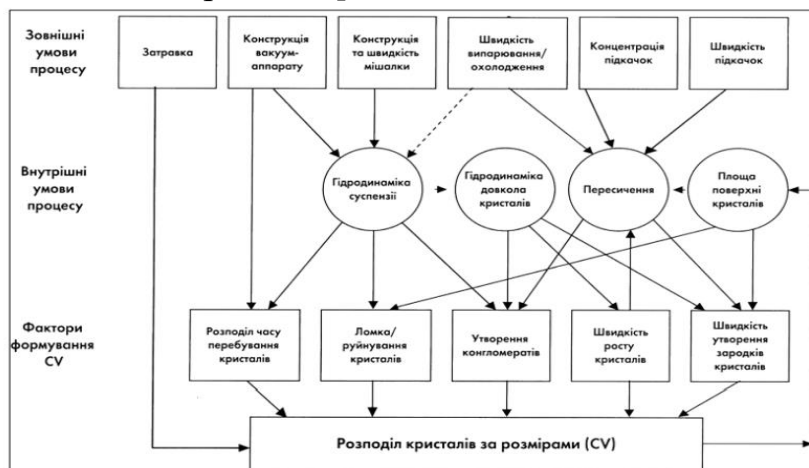 Зовнішні
умови
процесу
Затравка
Конструкція
вакуум-
аппарату
Конструкція
та швидкість
мішалки
Швидкість
випарювання/
охолодження
Концентрація
підкачок
Швидкість
підкачок
Внутрішні
умови
процесу
Гідродинаміка
суспензії
Гідродинаміка
довкола
кристалів
Пересичення
Площа
поверхні
кристалів
Фактори
формування
CV
Розподіл часу
перебування
кристалів
Ломка/
руйнування
кристалів
Утворення
конгломератів
Швидкість
росту
кристалів
Швидкість
утворення
зародків
кристалів
Розподіл кристалів за розмірами (CV)